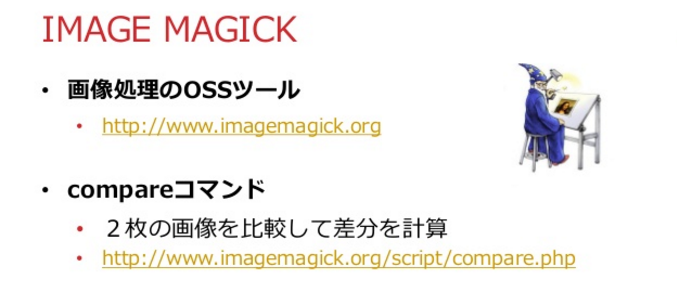 IMAGE MAGICK
• 画像処理のOSSツール
• http://www.imagemagick.org
• compareコマンド
• ２枚の画像を比較して差分を計算
• http://www.imagemagick.org/script/compare.php